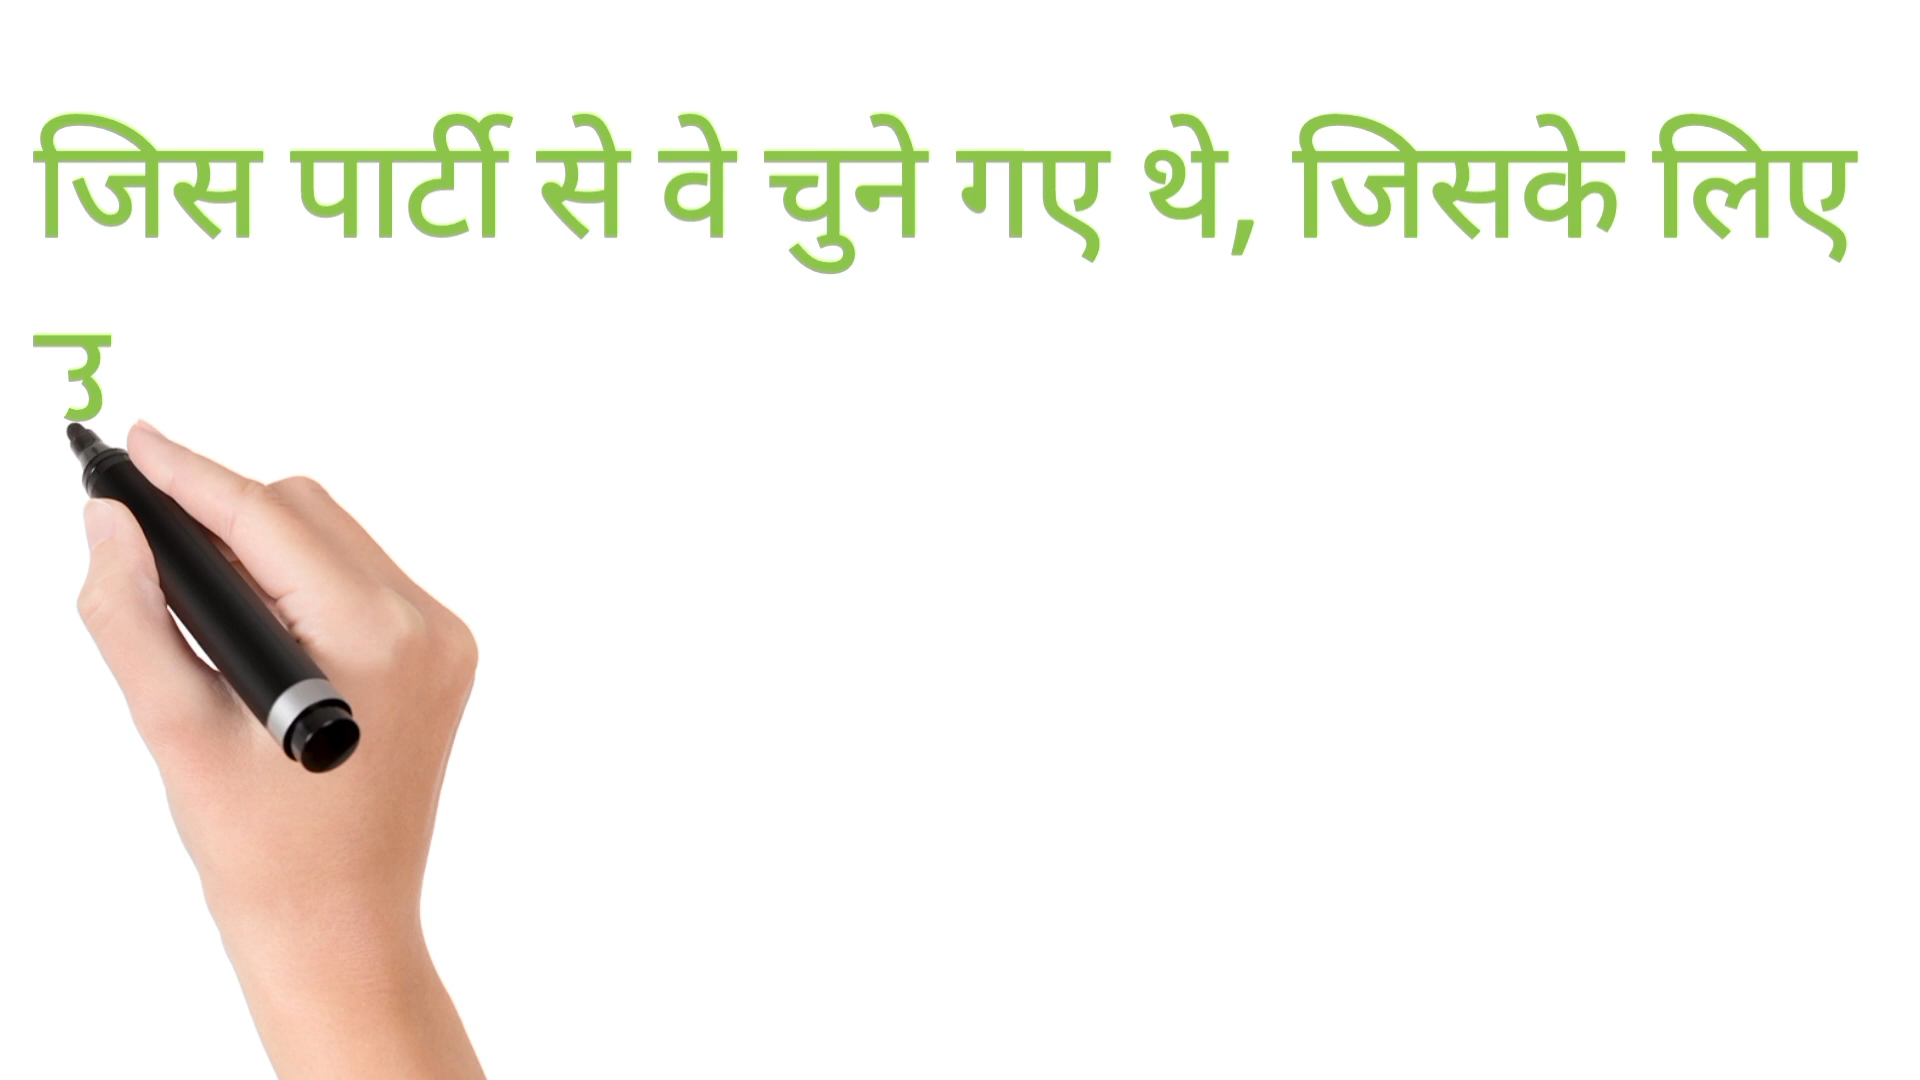 जिस पार्टी से वे चुने गए थे, जिसके लिए
उ